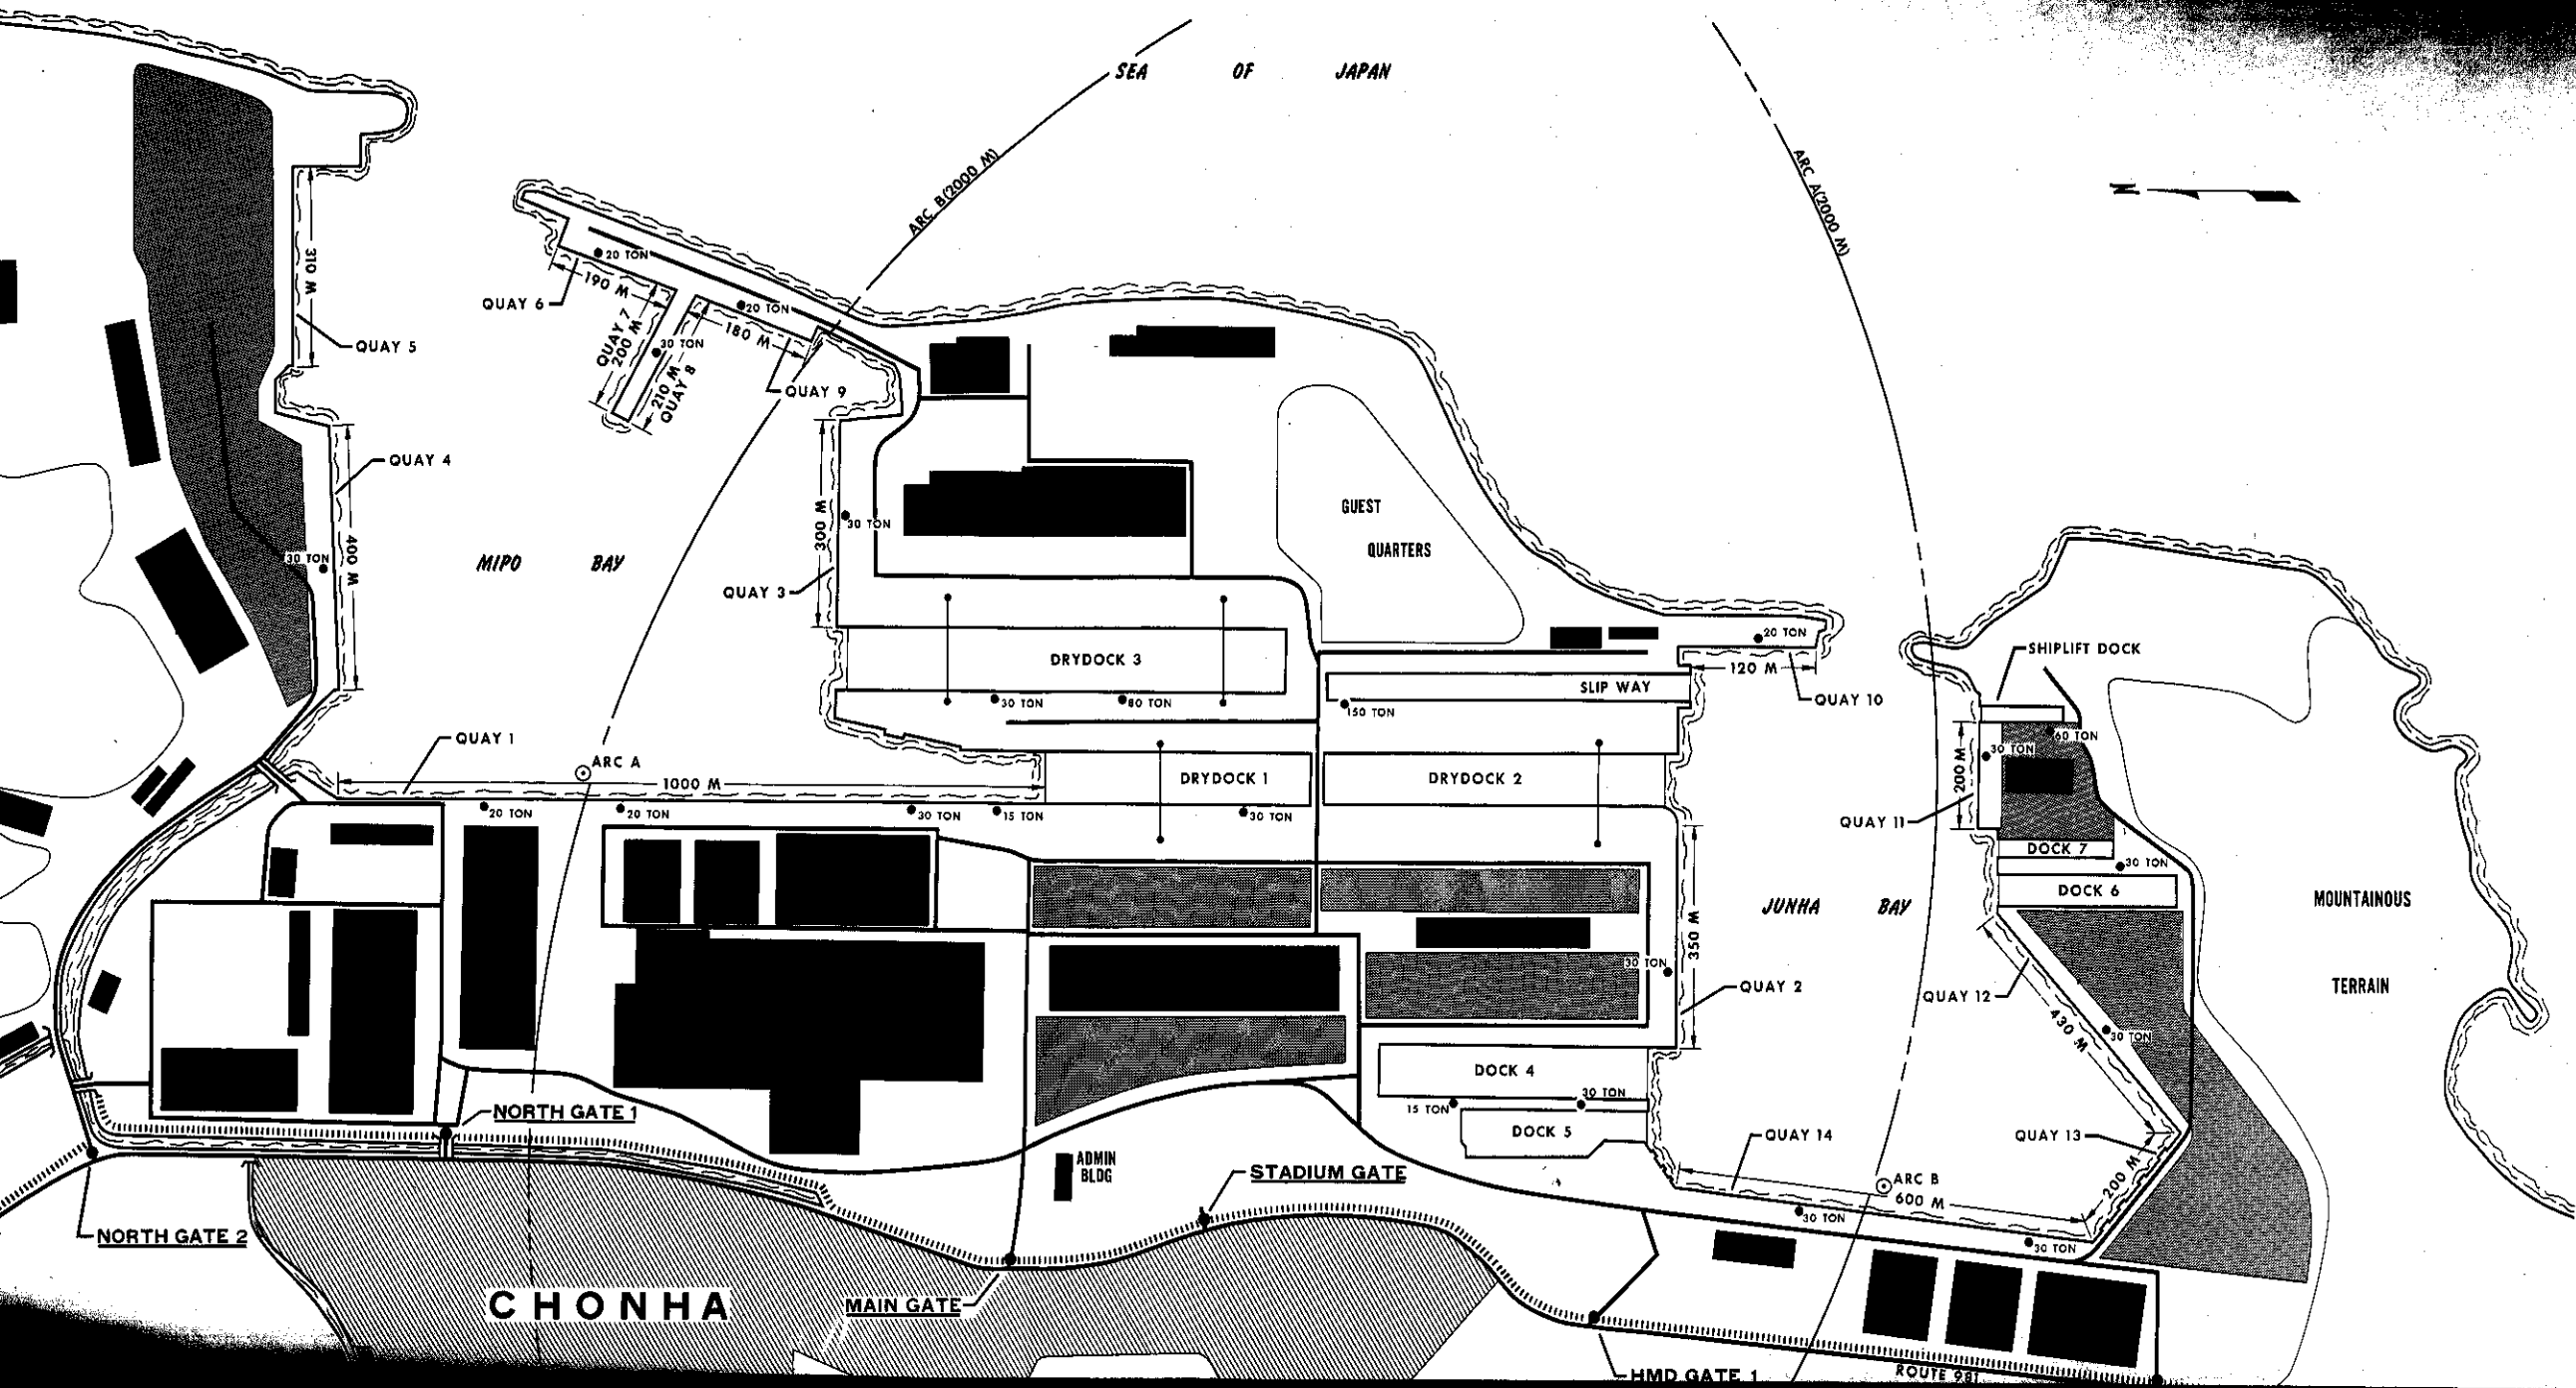 SEA OF JAPAN
ARC B(2000 M)
ARC A(2000 M)
N
310 M
QUAY 5
20 TON
190 M
QUAY 6
20 TON
180 M
QUAY 7
200 M
30 TON
210 M
QUAY 8
QUAY 9
QUAY 4
400 M
30 TON
MIPO BAY
300 M
30 TON
QUAY 3
GUEST
QUARTERS
DRYDOCK 3
30 TON
80 TON
SLIP WAY
150 TON
20 TON
120 M
QUAY 10
SHIPLIFT DOCK
QUAY 1
ARC A
1000 M
DRYDOCK 1
DRYDOCK 2
20 TON
20 TON
30 TON
15 TON
30 TON
60 TON
30 TON
200 M
QUAY 11
DOCK 7
30 TON
DOCK 6
MOUNTAINOUS
TERRAIN
JUNHA BAY
350 M
30 TON
QUAY 2
QUAY 12
430 M
30 TON
DOCK 4
15 TON
30 TON
DOCK 5
QUAY 14
QUAY 13
200 M
ARC B
600 M
30 TON
30 TON
NORTH GATE 1
ADMIN
BLDG
STADIUM GATE
NORTH GATE 2
CHONHA
MAIN GATE
HMD GATE 1
ROUTE 981